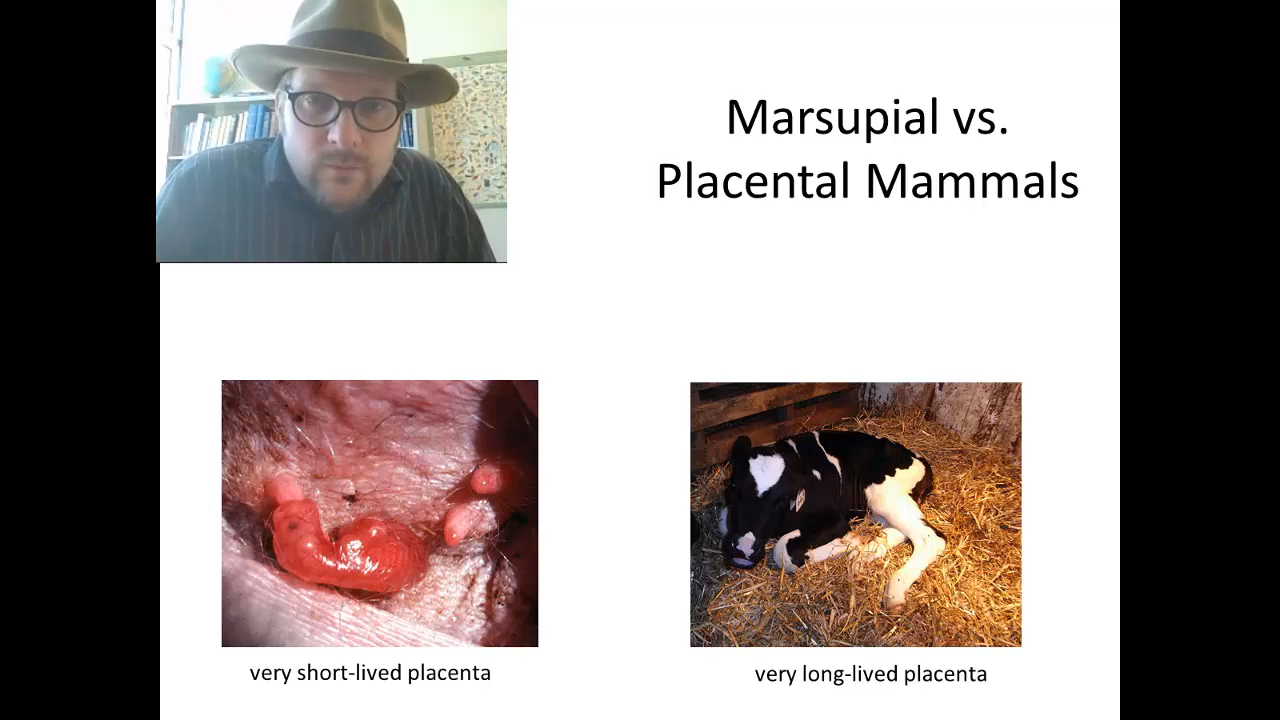 Marsupial vs.
Placental Mammals
very short-lived placenta
very long-lived placenta